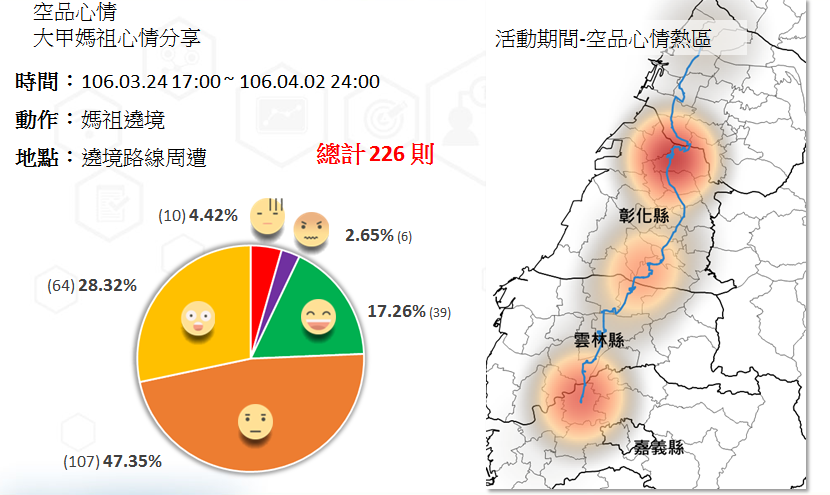 空品心情
大甲媽祖心情分享
時間：106.03.24 17:00 ~ 106.04.02 24:00
動作：媽祖遶境
地點：遶境路線周遭
總計 226 則
(10) 4.42%
2.65% (6)
(64) 28.32%
17.26% (39)
(107) 47.35%
活動期間-空品心情熱區
彰化縣
雲林縣
嘉義縣